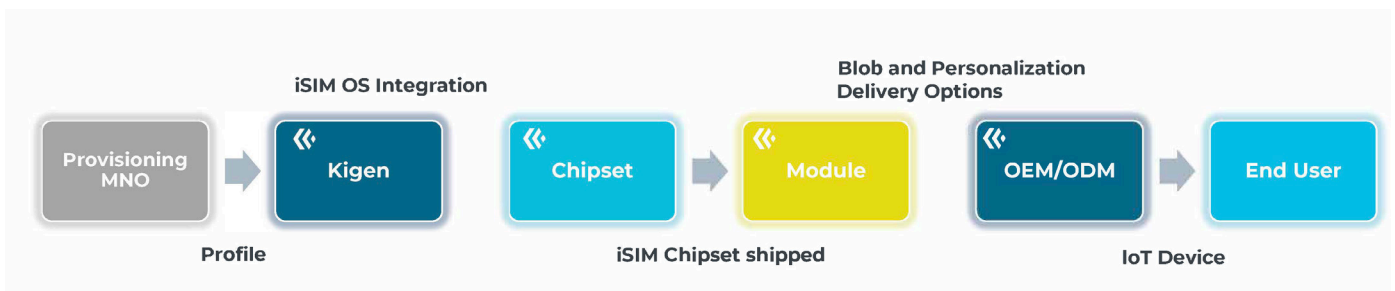 iSIM OS Integration
Blob and Personalization
Delivery Options
Provisioning
MNO
Kigen
Chipset
Module
OEM/ODM
End User
Profile
iSIM Chipset shipped
IoT Device